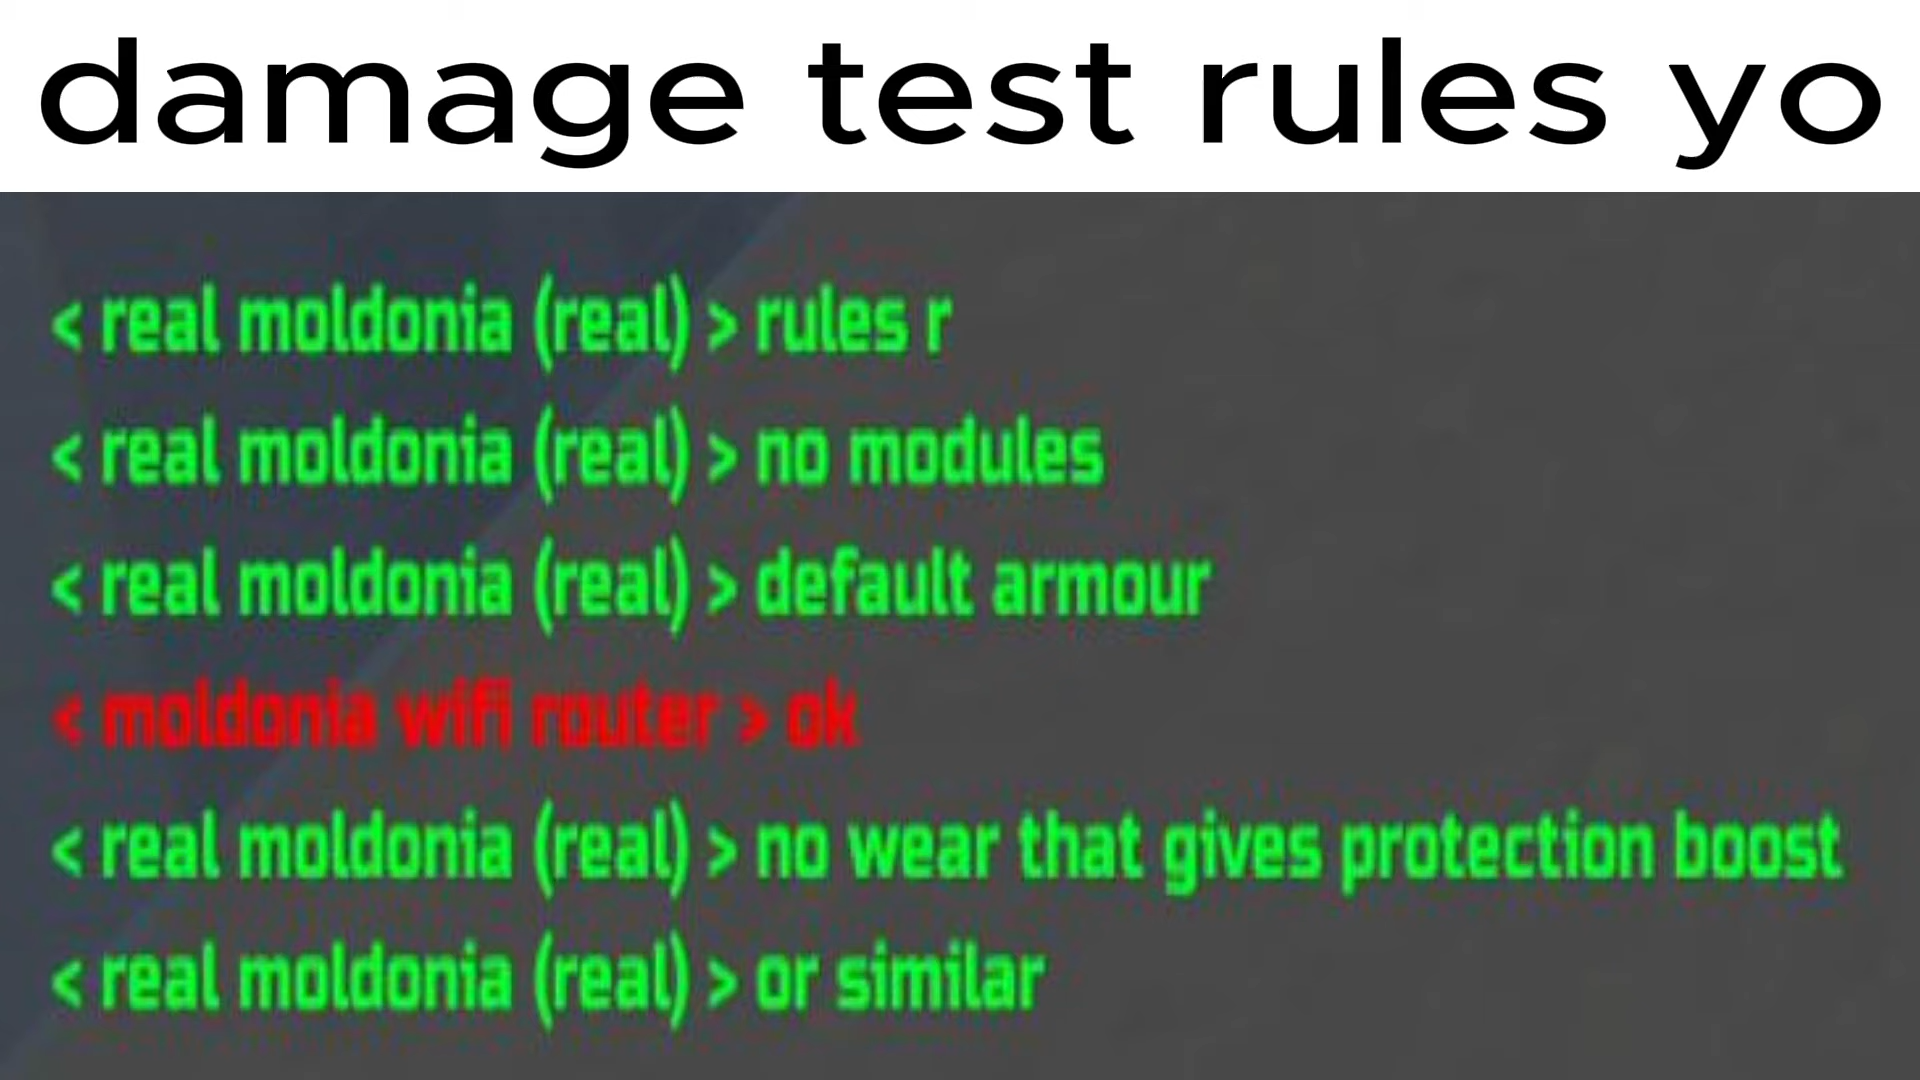 damage test rules yo
< real moldonia (real) > rules r
< real moldonia (real) > no modules
< real moldonia (real) > default armour
< moldonia wifi router > ok
< real moldonia (real) > no wear that gives protection boost
< real moldonia (real) > or similar